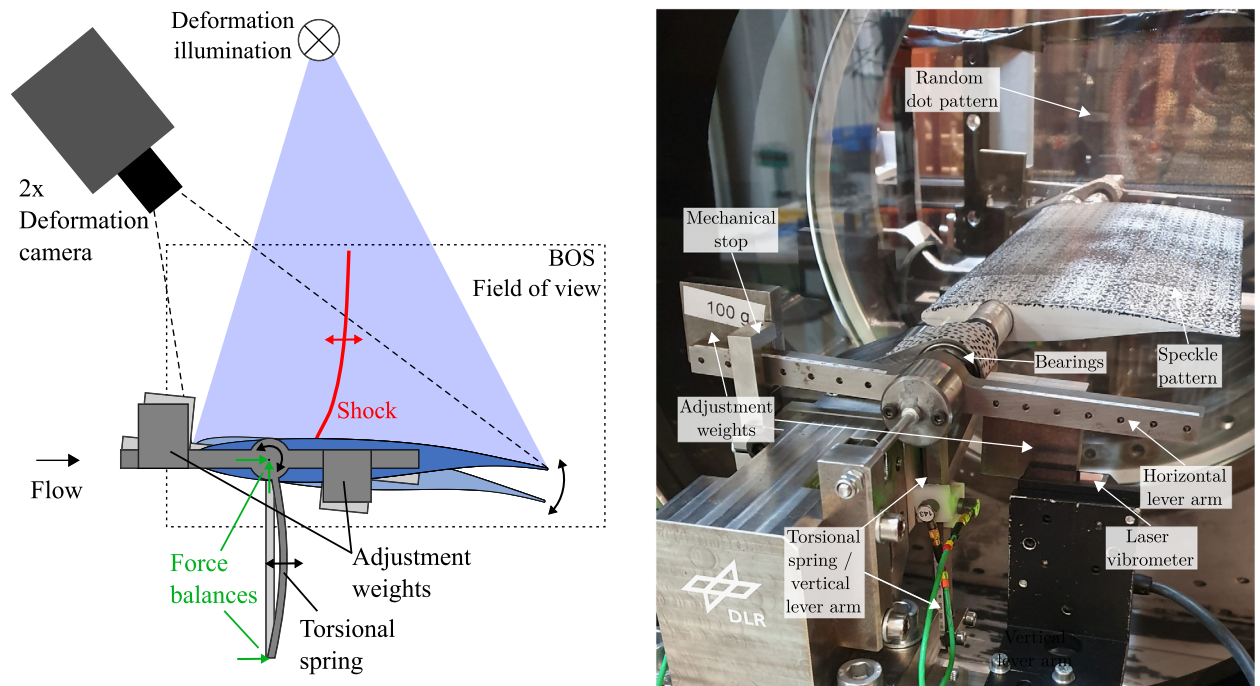 Deformation
illumination
2x
Deformation
camera
BOS
Field of view
Shock
Flow
Force
balances
Adjustment
weights
Torsional
spring
Random
dot pattern
Mechanical
stop
100 g
Bearings
Speckle
pattern
Adjustment
weights
Horizontal
lever arm
143
Torsional
spring /
vertical
lever arm
Laser
vibrometer
DLR
Vertical
lever arm